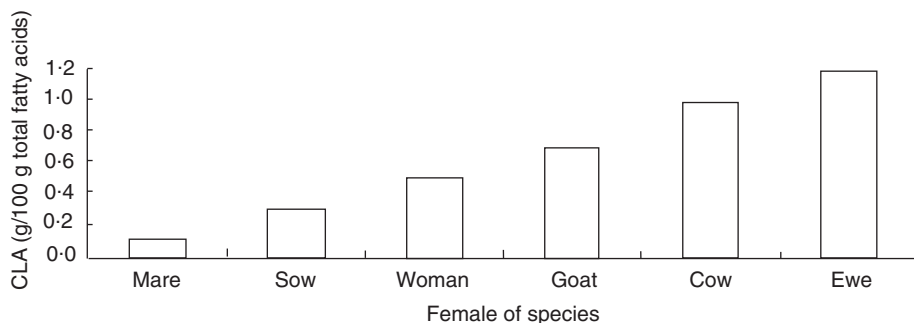 CLA (g/100 g total fatty acids)
1·2
1·0
0·8
0·6
0·4
0·2
0·0
Mare Sow Woman Goat Cow Ewe
Female of species